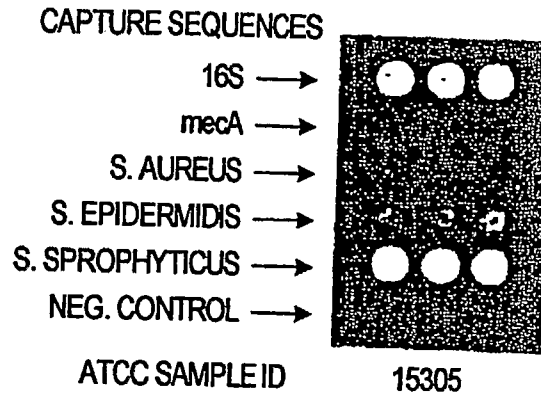 CAPTURE SEQUENCES
16S
mecA
S. AUREUS
S. EPIDERMIDIS
S. SPROPHYTICUS
NEG. CONTROL
ATCC SAMPLE ID 15305